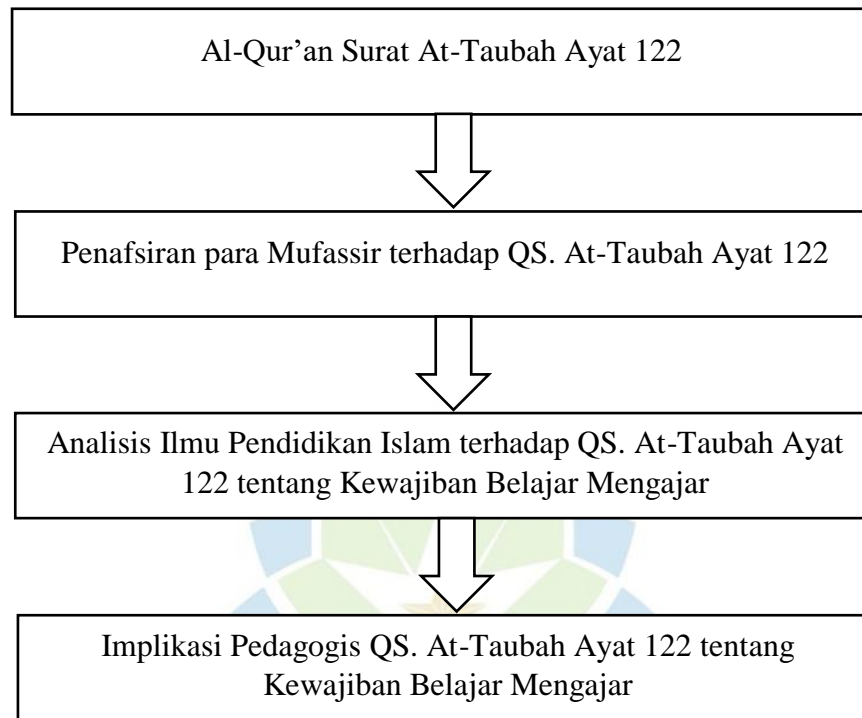 Al-Qur’an Surat At-Taubah Ayat 122
Penafsiran para Mufassir terhadap QS. At-Taubah Ayat 122
Analisis Ilmu Pendidikan Islam terhadap QS. At-Taubah Ayat
122 tentang Kewajiban Belajar Mengajar
Implikasi Pedagogis QS. At-Taubah Ayat 122 tentang
Kewajiban Belajar Mengajar